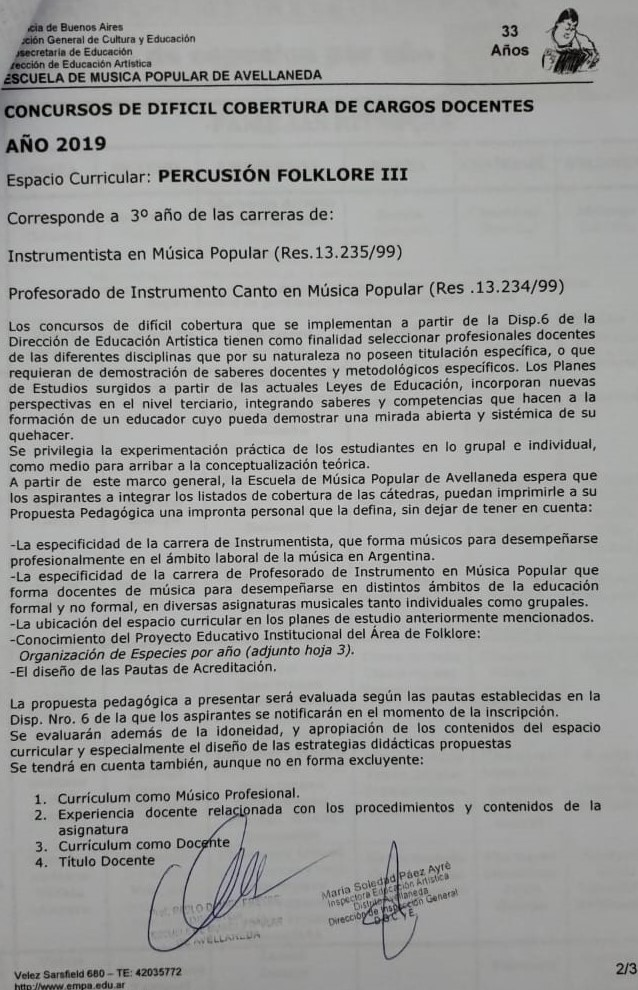 cia de Buenos Aires
ción General de Cultura y Educación
secretaria de Educación
rección de Educación Artística
ESCUELA DE MUSICA POPULAR DE AVELLANEDA
33
Años
CONCURSOS DE DIFICIL COBERTURA DE CARGOS DOCENTES
AÑO 2019
Espacio Curricular: PERCUSIÓN FOLKLORE III
Corresponde a 3º año de las carreras de:
Instrumentista en Música Popular (Res.13.235/99)
Profesorado de Instrumento Canto en Música Popular (Res .13.234/99)
Los concursos de difícil cobertura que se implementan a partir de la Disp.6 de la
Dirección de Educación Artística tienen como finalidad seleccionar profesionales docentes
de las diferentes disciplinas que por su naturaleza no poseen titulación específica, o que
requieran de demostración de saberes docentes y metodológicos específicos. Los Planes
de Estudios surgidos a partir de las actuales Leyes de Educación, incorporan nuevas
perspectivas en el nivel terciario, integrando saberes y competencias que hacen a la
formación de un educador cuyo pueda demostrar una mirada abierta y sistémica de su
quehacer.
Se privilegia la experimentación práctica de los estudiantes en lo grupal e individual,
como medio para arribar a la conceptualización teórica.
A partir de este marco general, la Escuela de Música Popular de Avellaneda espera que
los aspirantes a integrar los listados de cobertura de las cátedras, puedan imprimirle a su
Propuesta Pedagógica una impronta personal que la defina, sin dejar de tener en cuenta:
-La especificidad de la carrera de Instrumentista, que forma músicos para desempeñarse
profesionalmente en el ámbito laboral de la música en Argentina.
-La especificidad de la carrera de Profesorado de Instrumento en Música Popular que
forma docentes de música para desempeñarse en distintos ámbitos de la educación
formal y no formal, en diversas asignaturas musicales tanto individuales como grupales.
-La ubicación del espacio curricular en los planes de estudio anteriormente mencionados.
-Conocimiento del Proyecto Educativo Institucional del Área de Folklore:
Organización de Especies por año (adjunto hoja 3).
-El diseño de las Pautas de Acreditación.
La propuesta pedagógica a presentar será evaluada según las pautas establecidas en la
Disp. Nro. 6 de la que los aspirantes se notificarán en el momento de la inscripción.
Se evaluarán además de la idoneidad, y apropiación de los contenidos del espacio
curricular y especialmente el diseño de las estrategias didácticas propuestas
Se tendrá en cuenta también, aunque no en forma excluyente:
1. Currículum como Músico Profesional.
2. Experiencia docente relacionada con los procedimientos y contenidos de la
asignatura
3. Currículum como Docente
4. Título Docente
AVELLANEDA
María Soledad Páez Ayré
Inspectora Educación Artística
Distrito Avellaneda
Dirección de Inspección General
D.G.C.Y E.
Velez Sarsfield 680 – TE: 42035772
http://www.empa.edu.ar
2/3